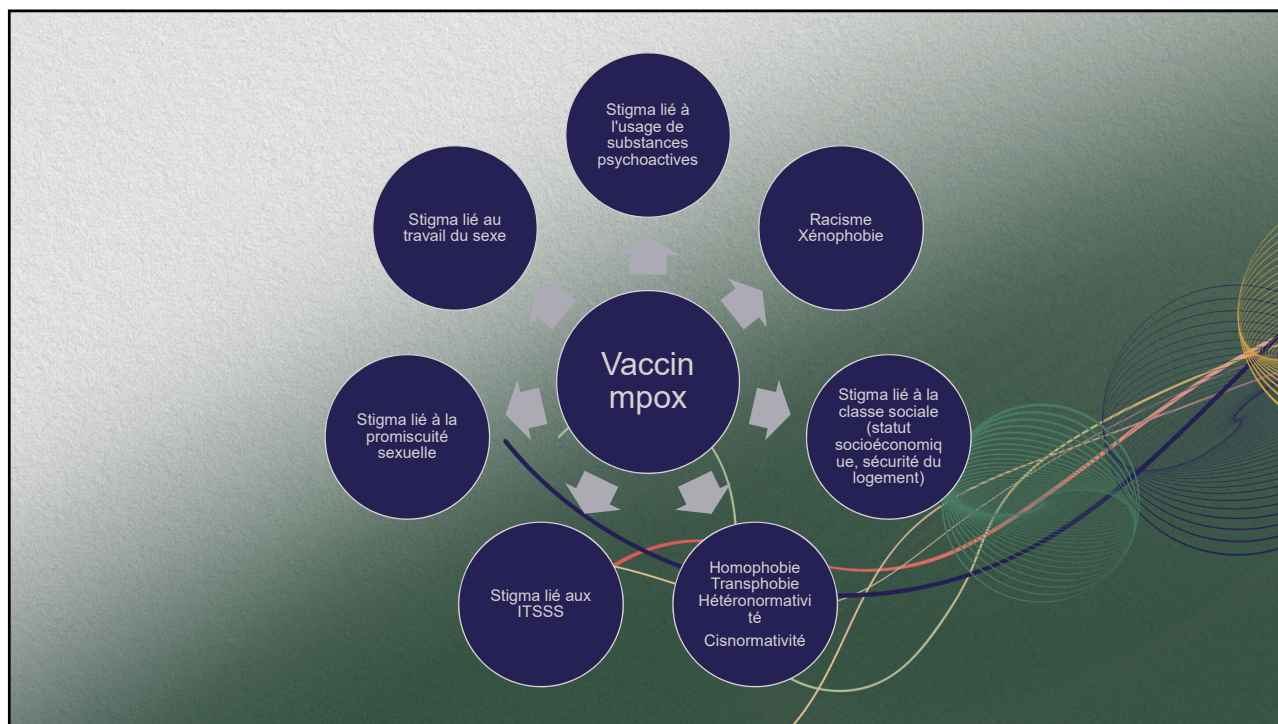 Stigma lié à
l'usage de
substances
psychoactives
Stigma lié au
travail du sexe
Racisme
Xénophobie
Vaccin
mpox
Stigma lié à la
promiscuité
sexuelle
Stigma lié à la
classe sociale
(statut
socioéconomiq
ue, sécurité du
logement)
Stigma lié aux
ITSSS
Homophobie
Transphobie
Hétéronormativi
té
Cisnormativité